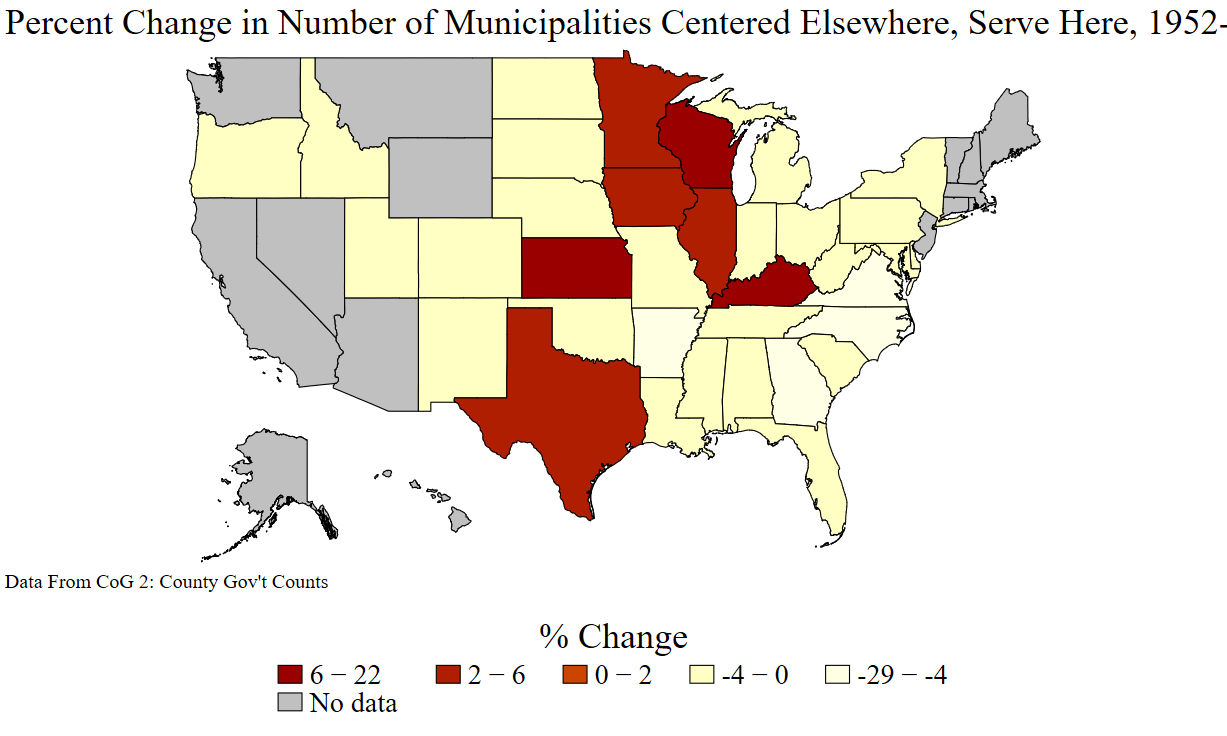 Percent Change in Number of Municipalities Centered Elsewhere, Serve Here, 1952-
Data From CoG 2: County Gov't Counts
% Change
6 − 22 2 − 6 0 − 2 -4 − 0 -29 − -4
No data